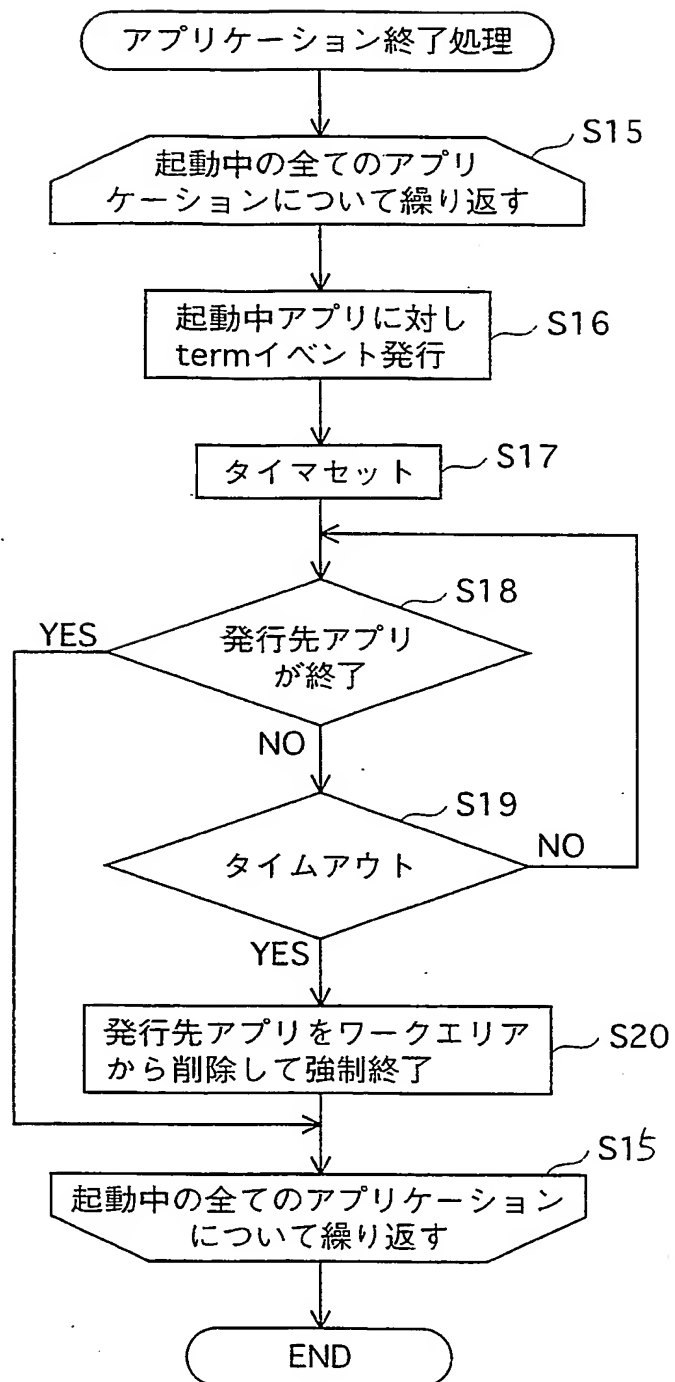 アプリケーション終了処理
S15
起動中の全てのアプリ
ケーションについて繰り返す
起動中アプリに対し
termイベント発行
S16
タイマセット
S17
S18
YES
発行先アプリ
が終了
NO
S19
タイムアウト
NO
YES
発行先アプリをワークエリア
から削除して強制終了
S20
S15
起動中の全てのアプリケーション
について繰り返す
END